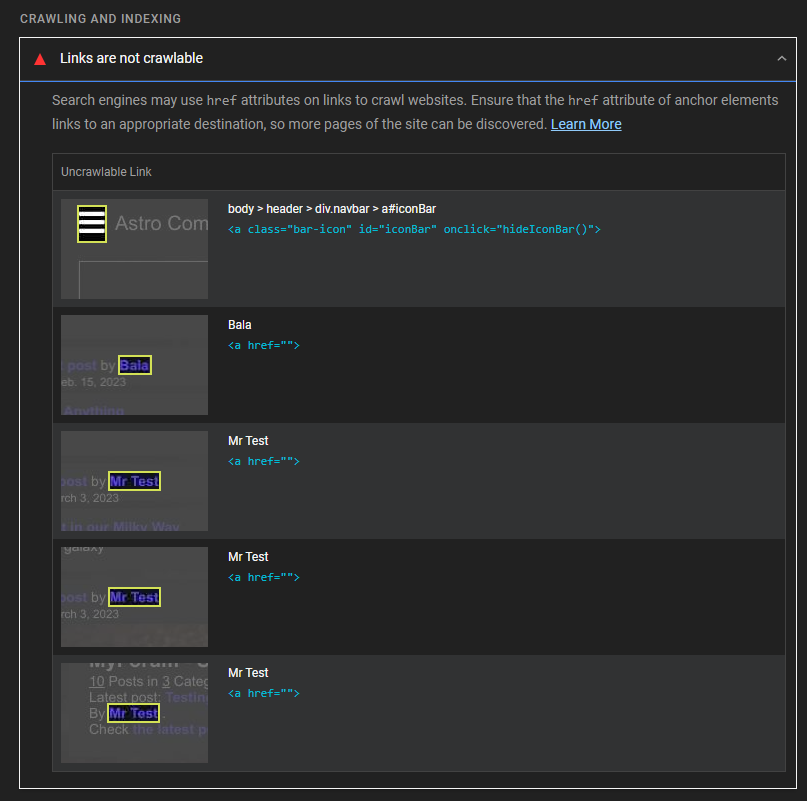 CRAWLING AND INDEXING
Links are not crawlable
Search engines may use href attributes on links to crawl websites. Ensure that the href attribute of anchor elements
links to an appropriate destination, so more pages of the site can be discovered. Learn More
Uncrawlable Link
Astro Com
body > header > div.navbar > a#iconBar
<a class="bar-icon" id="iconBar" onclick="hideIconBar()">
Bala
<a href="">
post by Bala
eb. 15, 2023
Anything
Mr Test
<a href="">
post by Mr Test
rch 3, 2023
t in our Milky Way
Mr Test
<a href="">
galaxy
post by Mr Test
rch 3, 2023
Mr Test
<a href="">
MyForum
10 Posts in 3 Categ
Latest post: Testin
By Mr Test .
Check the latest p